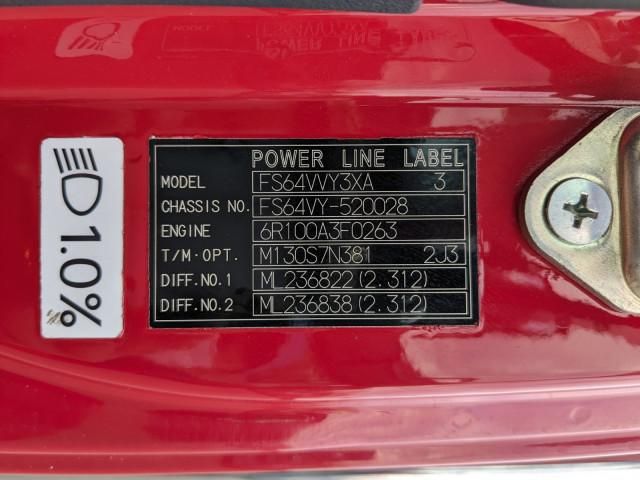 POWER LINE LABEL
MODEL FS64VVY3XA 3
CHASSIS NO. FS64VY-520028
ENGINE 6R100A3F0263
T/M·OPT. M130S7N381 2J3
DIFF.NO.1 ML236822(2.312)
DIFF.NO.2 ML236838(2.312)
1.0%